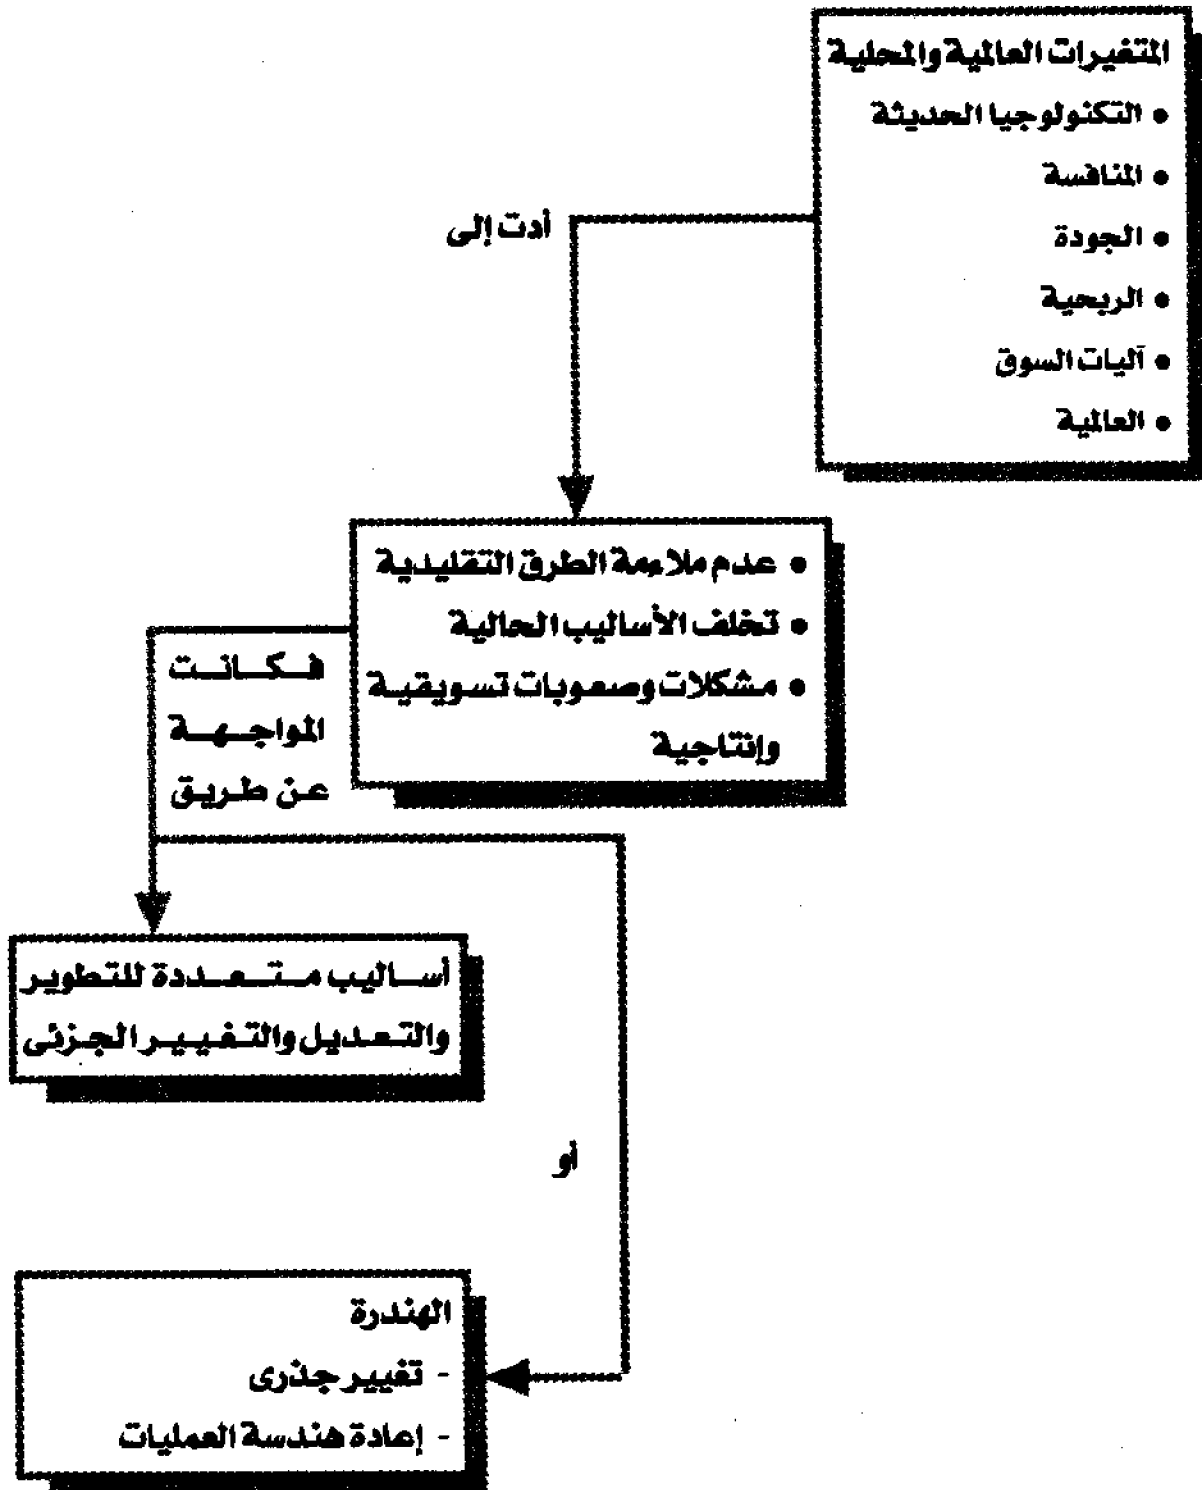 المتغيرات العالمية والمحلية
• التكنولوجيا الحديثة
• المنافسة
• الجودة
• الربحية
• آليات السوق
• العالمية
أدت إلى
• عدم ملاءمة الطرق التقليدية
• تخلف الأساليب الحالية
• مشكلات وصعوبات تسويقية
وإنتاجية
فكانت
المواجهة
عن طريق
أساليب متعددة للتطوير
والتعديل والتغيير الجزئى
أو
الهندرة
- تغيير جذرى
- إعادة هندسة العمليات